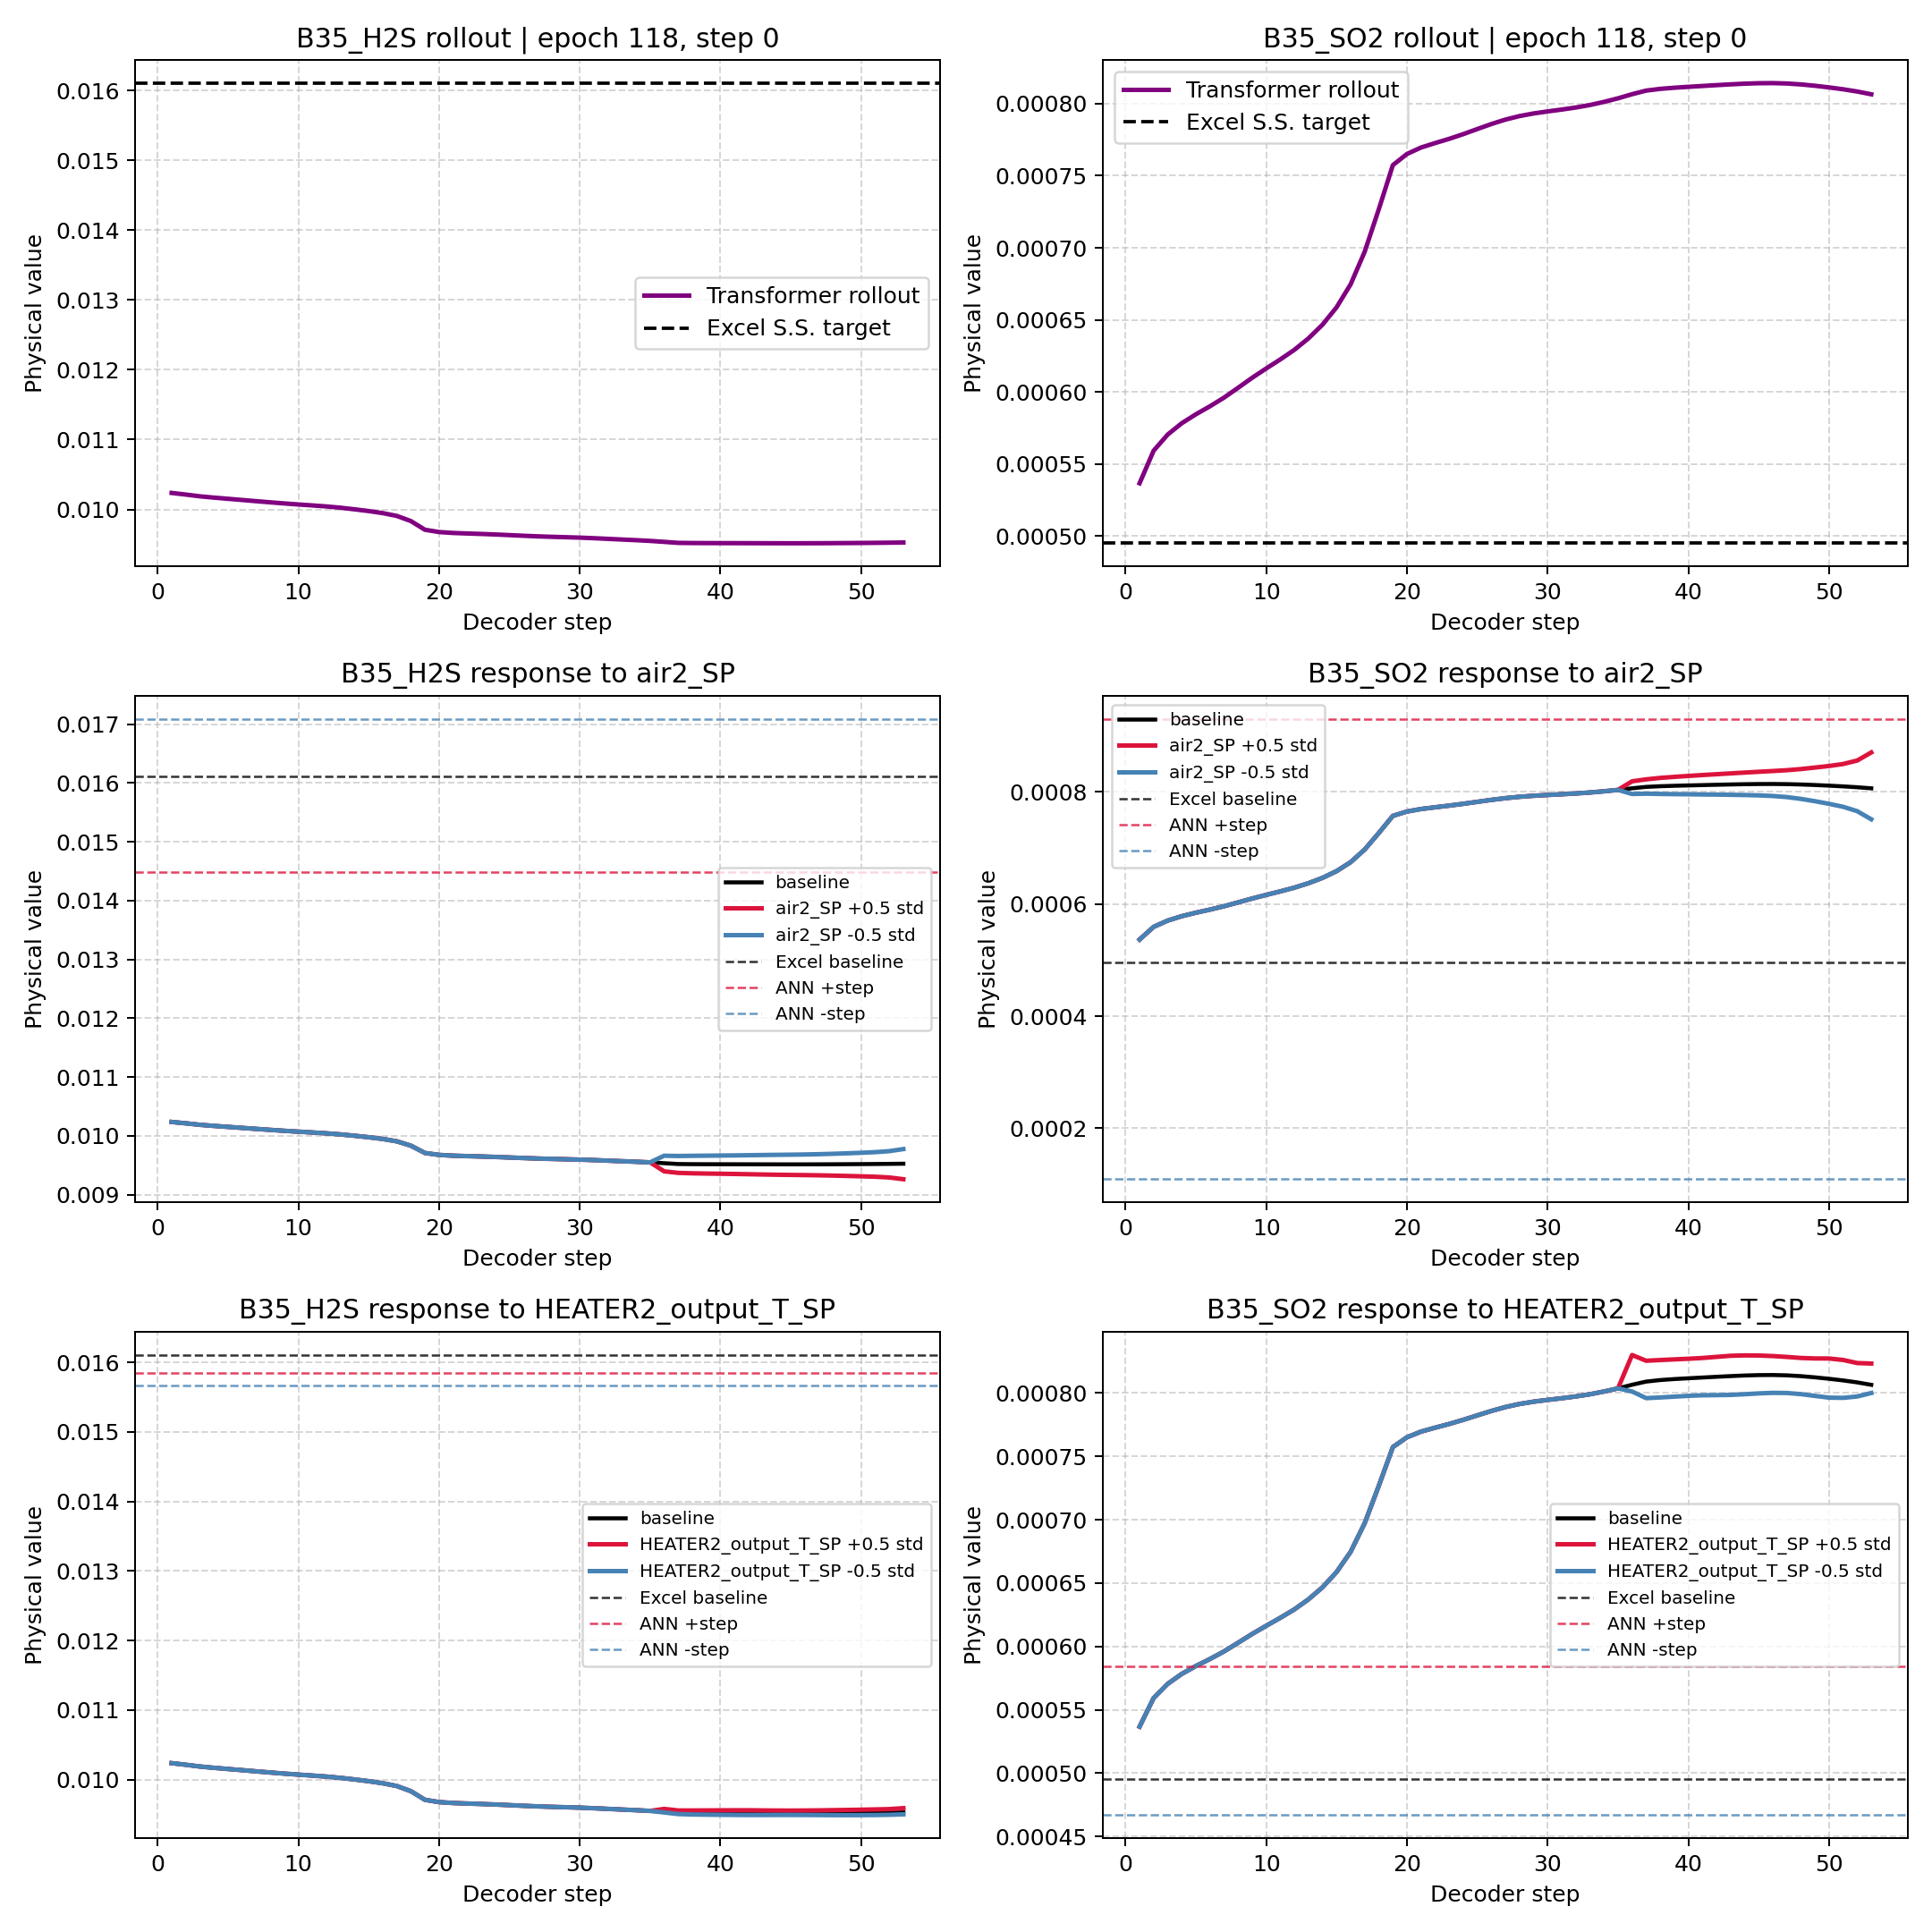 B35_H2S rollout | epoch 118, step 0
0.016
0.015
0.014
0.013
0.012
0.011
0.010
Physical value
Transformer rollout
Excel S.S. target
0 10 20 30 40 50
Decoder step
B35_SO2 rollout | epoch 118, step 0
0.00080
0.00075
0.00070
0.00065
0.00060
0.00055
0.00050
Physical value
Transformer rollout
Excel S.S. target
0 10 20 30 40 50
Decoder step
B35_H2S response to air2_SP
0.017
0.016
0.015
0.014
0.013
0.012
0.011
0.010
0.009
Physical value
baseline
air2_SP +0.5 std
air2_SP -0.5 std
Excel baseline
ANN +step
ANN -step
0 10 20 30 40 50
Decoder step
B35_SO2 response to air2_SP
0.0008
0.0006
0.0004
0.0002
Physical value
baseline
air2_SP +0.5 std
air2_SP -0.5 std
Excel baseline
ANN +step
ANN -step
0 10 20 30 40 50
Decoder step
B35_H2S response to HEATER2_output_T_SP
0.016
0.015
0.014
0.013
0.012
0.011
0.010
Physical value
baseline
HEATER2_output_T_SP +0.5 std
HEATER2_output_T_SP -0.5 std
Excel baseline
ANN +step
ANN -step
0 10 20 30 40 50
Decoder step
B35_SO2 response to HEATER2_output_T_SP
0.00080
0.00075
0.00070
0.00065
0.00060
0.00055
0.00050
0.00045
Physical value
baseline
HEATER2_output_T_SP +0.5 std
HEATER2_output_T_SP -0.5 std
Excel baseline
ANN +step
ANN -step
0 10 20 30 40 50
Decoder step